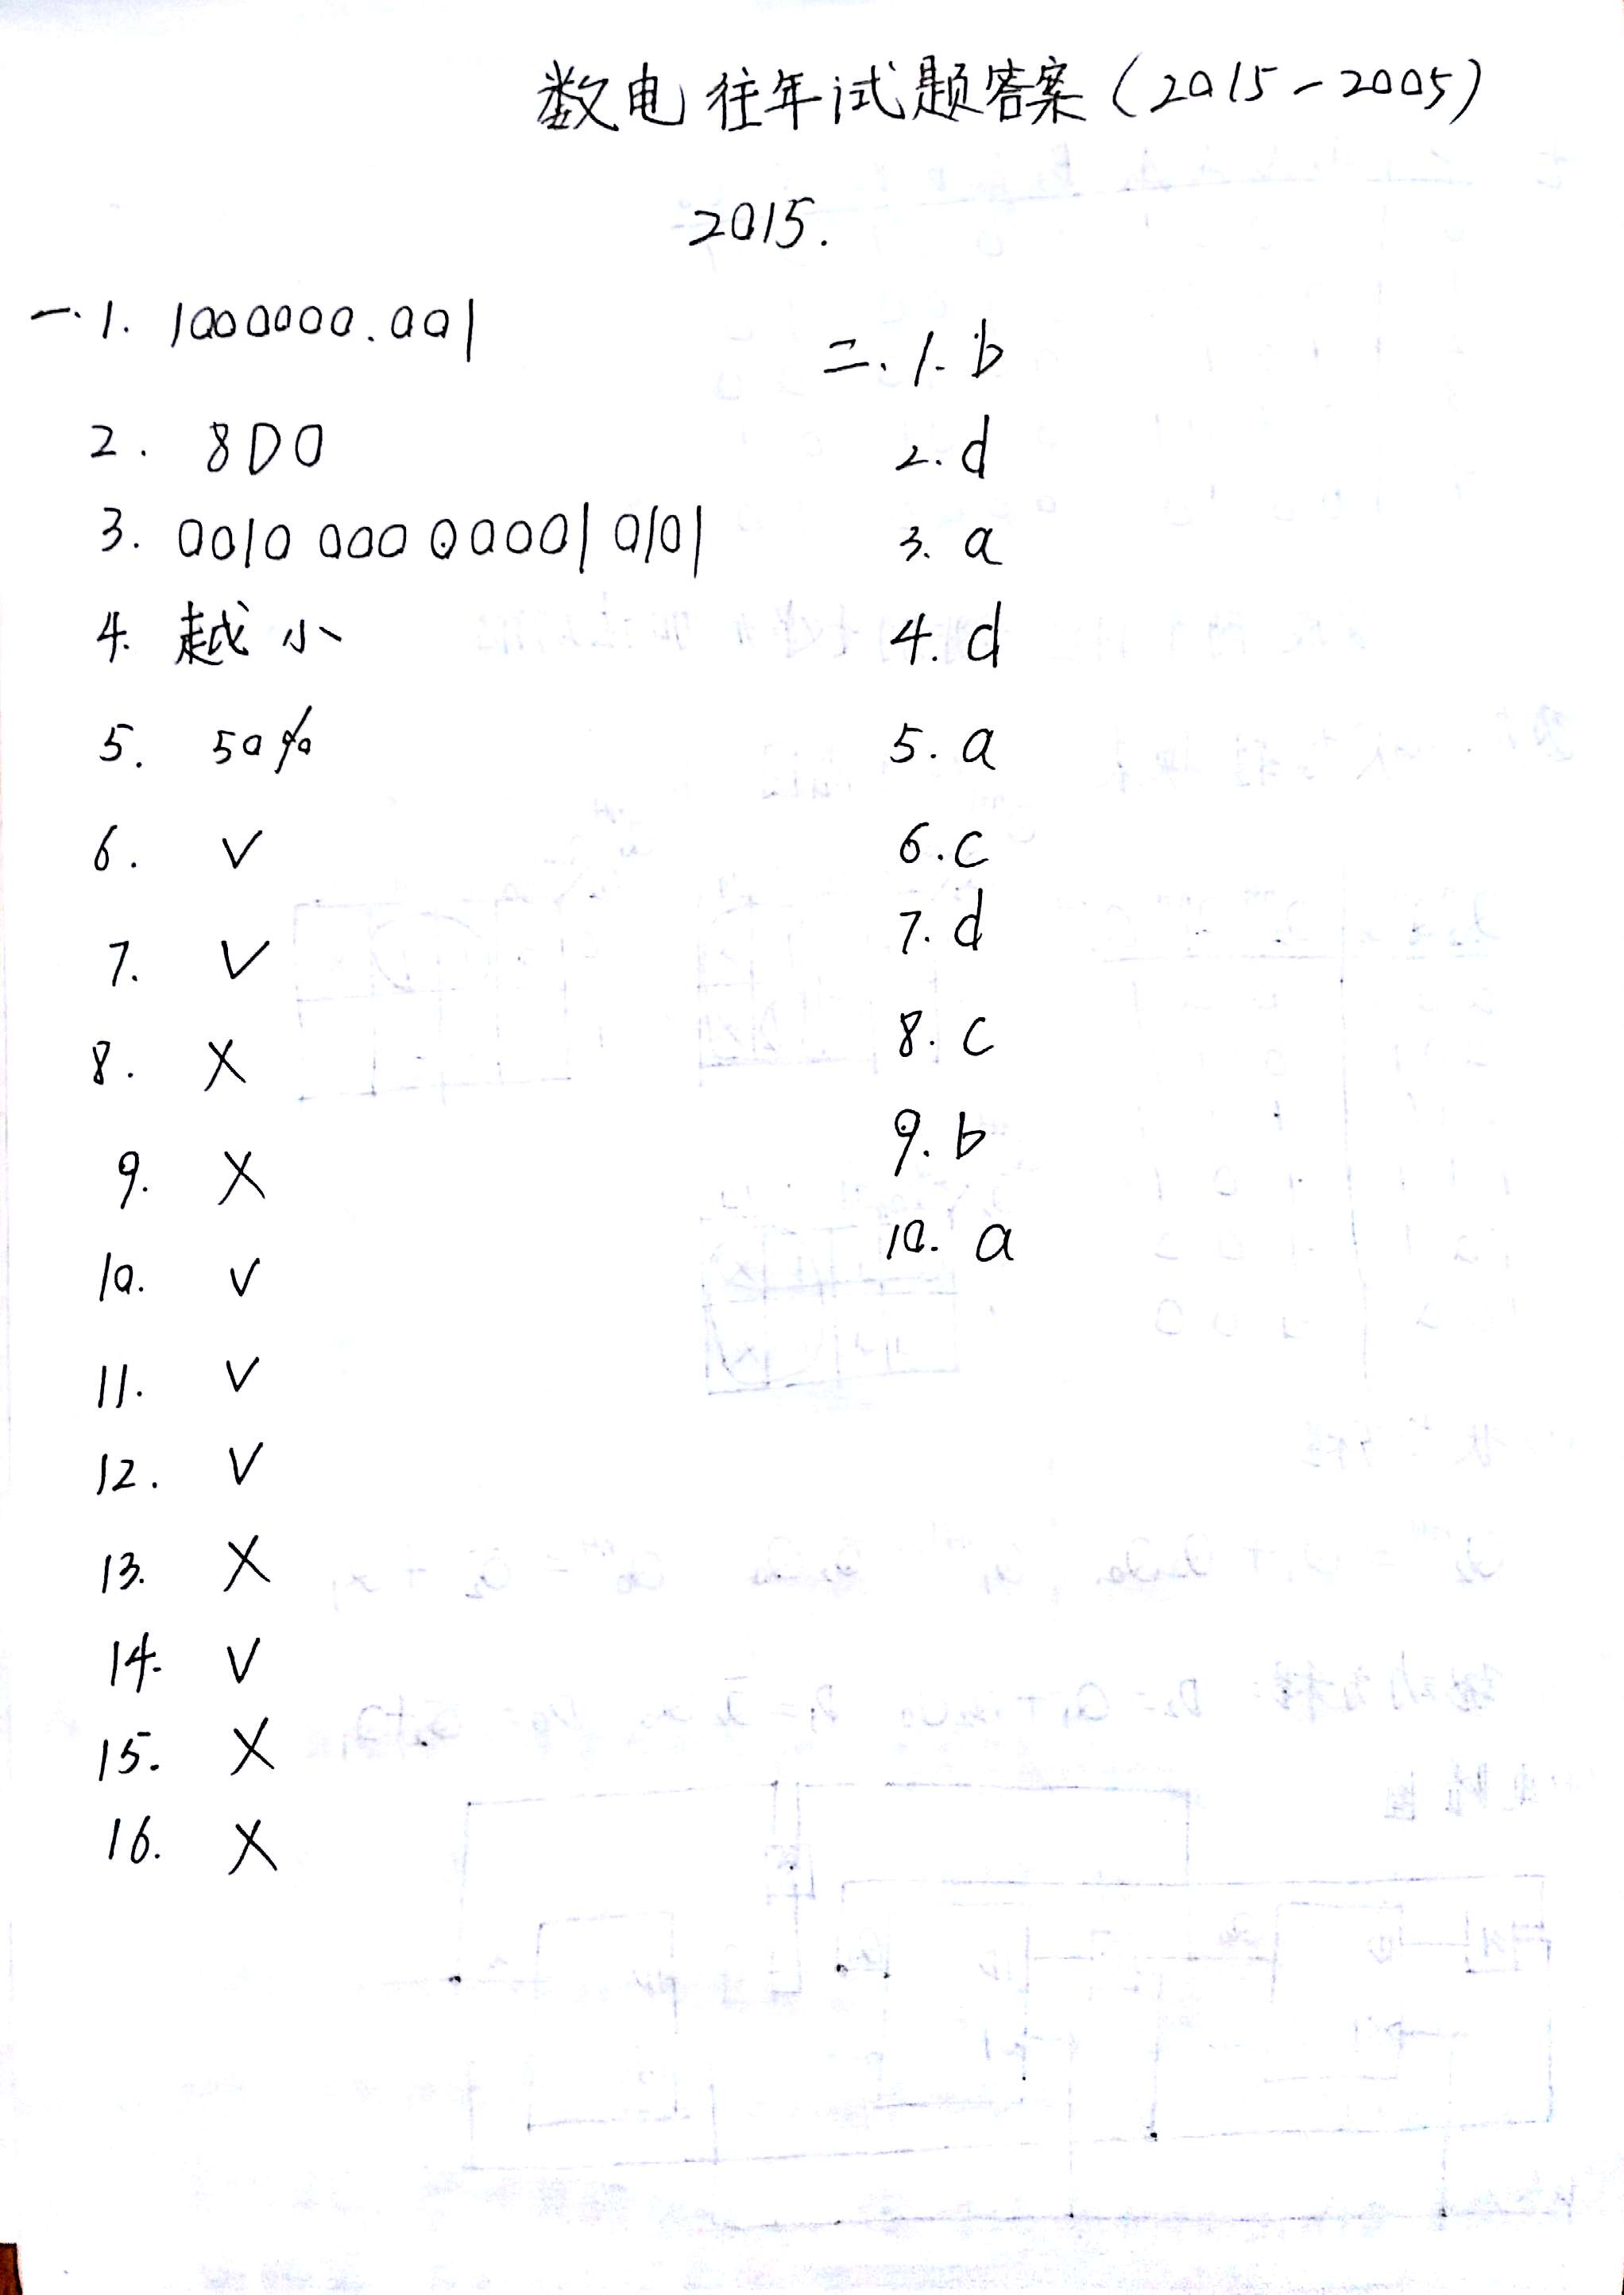 数电往年试题答案(2015-2005)
2015.
一.1. 1000000.001
2. 8D0
3. 0010 000 0 00001 0101
4. 越小
5. 50%
6. √
7. √
8. X
9. X
10. √
11. √
12. √
13. X
14. √
15. X
16. X
二.1. b
2. d
3. a
4. d
5. a
6. c
7. d
8. c
9. b
10. a